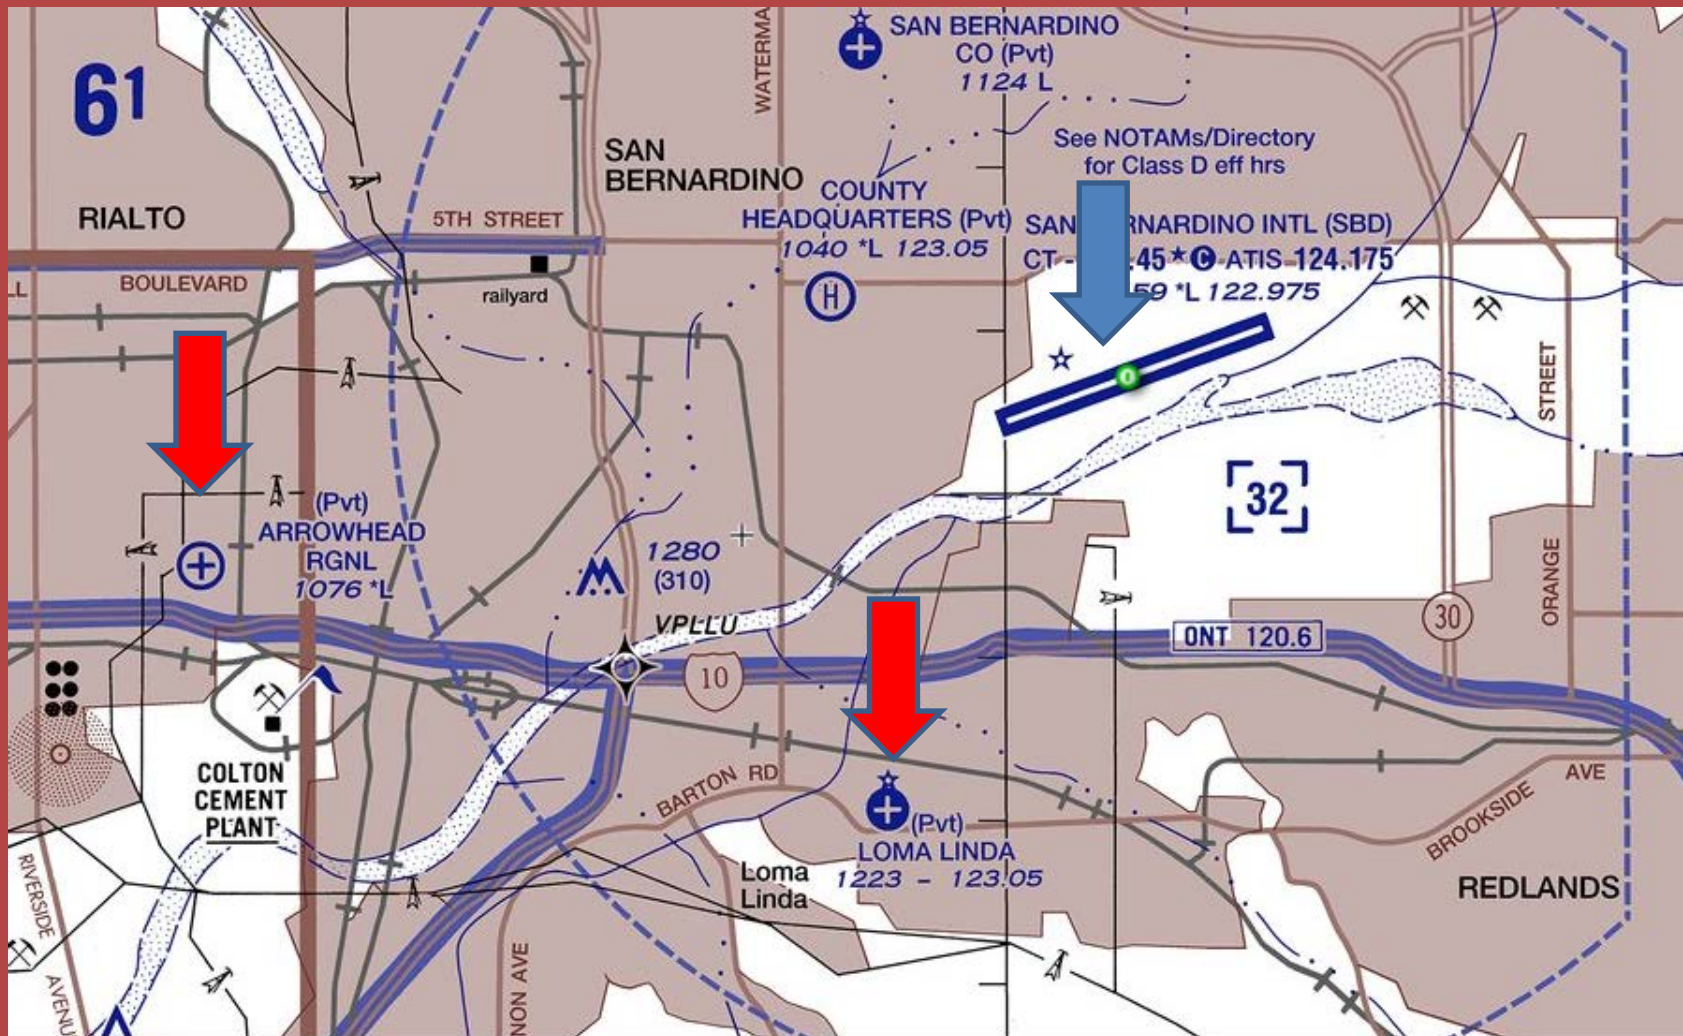 SAN BERNARDINO
CO (Pvt)
1124 L
WATERMA
6¹
See NOTAMs/Directory
for Class D eff hrs
SAN
BERNARDINO
RIALTO
5TH STREET
COUNTY
HEADQUARTERS (Pvt)
1040 *L 123.05
H
SAN RNARDINO INTL (SBD)
CT - .45 ★ C ATIS 124.175
59 *L 122.975
LL
BOULEVARD
railyard
STREET
0
32
(Pvt)
ARROWHEAD
RGNL
1076 *L
1280
(310)
VPLLU
ORANGE
30
ONT 120.6
10
COLTON
CEMENT
PLANT
BARTON RD
AVE
BROOKSIDE
(Pvt)
LOMA LINDA
1223 – 123.05
Loma
Linda
REDLANDS
RIVERSIDE
AVENU
NON AVE